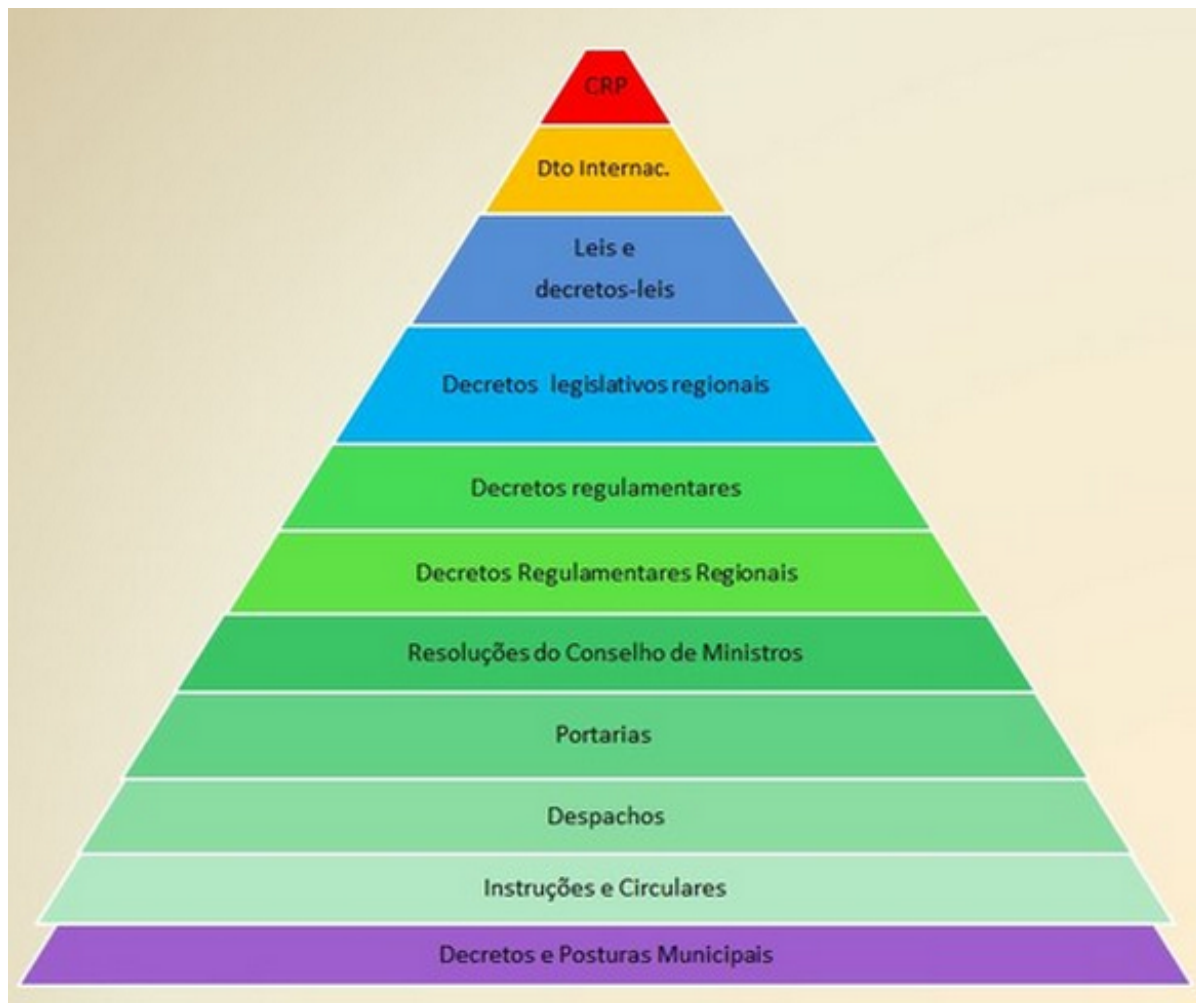 CRP
Dto Internac.
Leis e
decretos-leis
Decretos legislativos regionais
Decretos regulamentares
Decretos Regulamentares Regionais
Resoluções do Conselho de Ministros
Portarias
Despachos
Instruções e Circulares
Decretos e Posturas Municipais